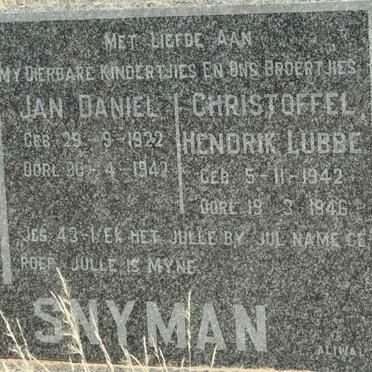 MET LIEFDE AAN
MY DIERBARE KINDERTJIES EN ONS BROERTJIES
JAN DANIEL
GEB. 29-9-1922
OORL. 30-4-1942
CHRISTOFFEL
HENDRIK LUBBE
GEB. 5-11-1942
OORL. 19-3-1946
JES. 43-1. EK HET JULLE BY JUL NAME GE
ROEP. JULLE IS MYNE
SNYMAN
ALIWAL